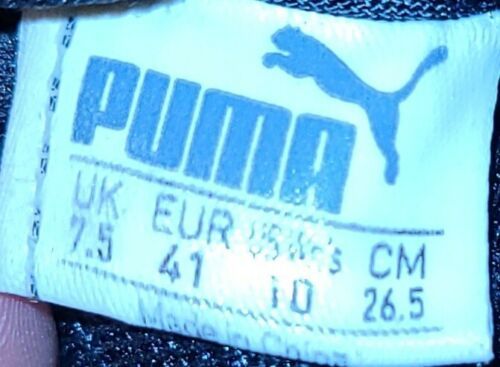 PUMA
UK EUR US CM
7.5 41 10 26.5
Made in China